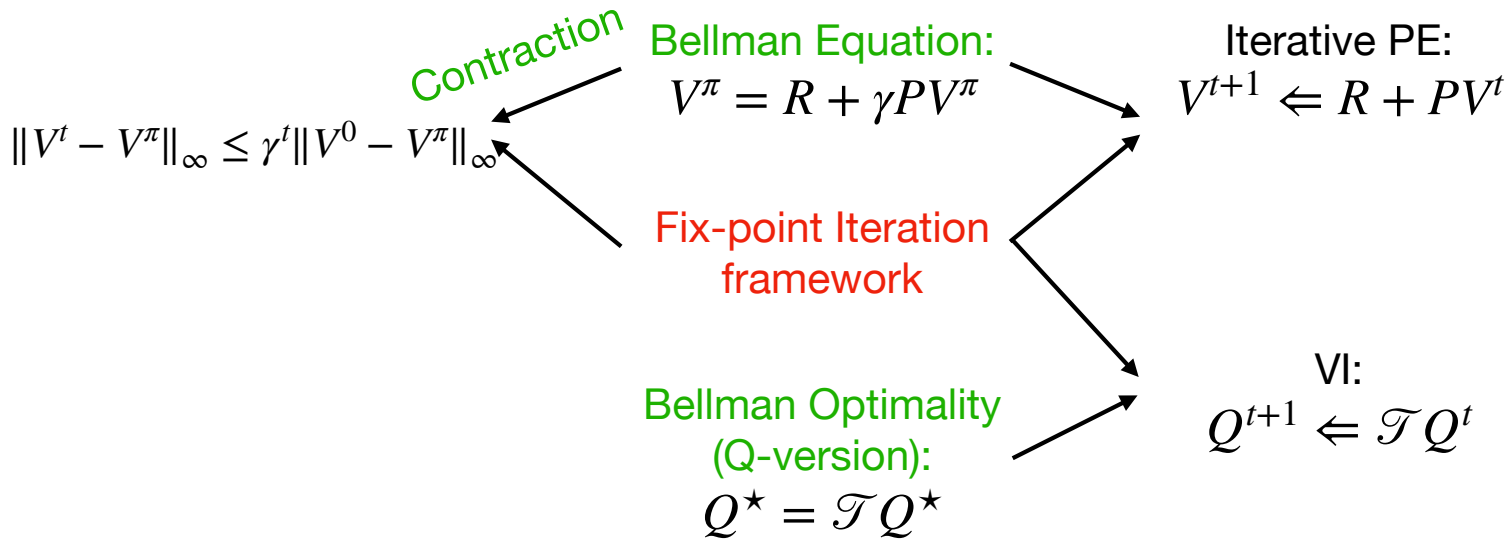 Contraction
Bellman Equation:
V^π = R + γPV^π
Iterative PE:
V^{t+1} ⇐ R + PV^t
‖V^t − V^π‖_∞ ≤ γ^t‖V^0 − V^π‖_∞
Fix-point Iteration
framework
Bellman Optimality
(Q-version):
Q^⋆ = 𝒯Q^⋆
VI:
Q^{t+1} ⇐ 𝒯Q^t